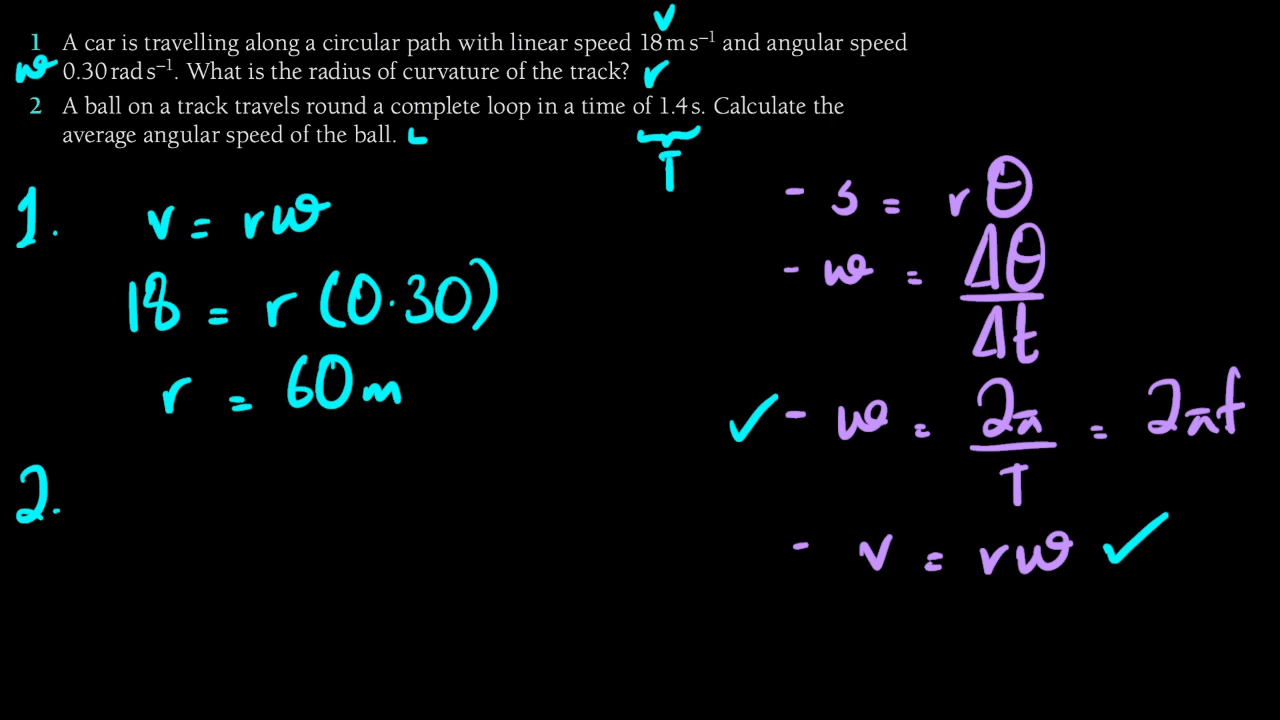 1 A car is travelling along a circular path with linear speed 18 m s⁻¹ and angular speed
0.30 rad s⁻¹. What is the radius of curvature of the track?
2 A ball on a track travels round a complete loop in a time of 1.4 s. Calculate the
average angular speed of the ball.
v
ω
r
T
1. v = rω
18 = r (0.30)
r = 60m
2.
- s = rθ
- ω = Δθ/Δt
✓ - ω = 2π/T = 2πf
- v = rω ✓